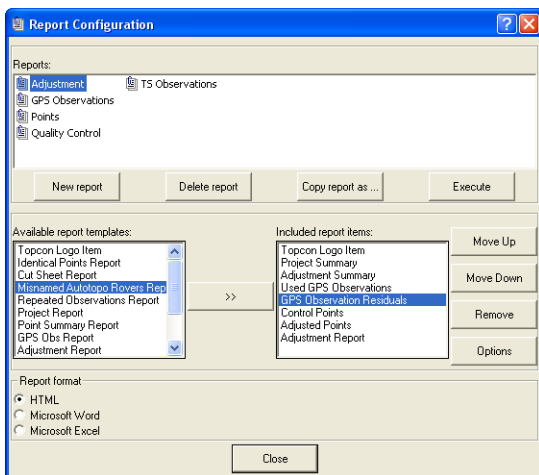 Report Configuration
Reports:
Adjustment
TS Observations
GPS Observations
Points
Quality Control
New report
Delete report
Copy report as ...
Execute
Available report templates:
Topcon Logo Item
Identical Points Report
Cut Sheet Report
Misnamed Autotopo Rovers Rep
Repeated Observations Report
Project Report
Point Summary Report
GPS Obs Report
Adjustment Report
>>
Included report items:
Topcon Logo Item
Project Summary
Adjustment Summary
Used GPS Observations
GPS Observation Residuals
Control Points
Adjusted Points
Adjustment Report
Move Up
Move Down
Remove
Options
Report format
HTML
Microsoft Word
Microsoft Excel
Close